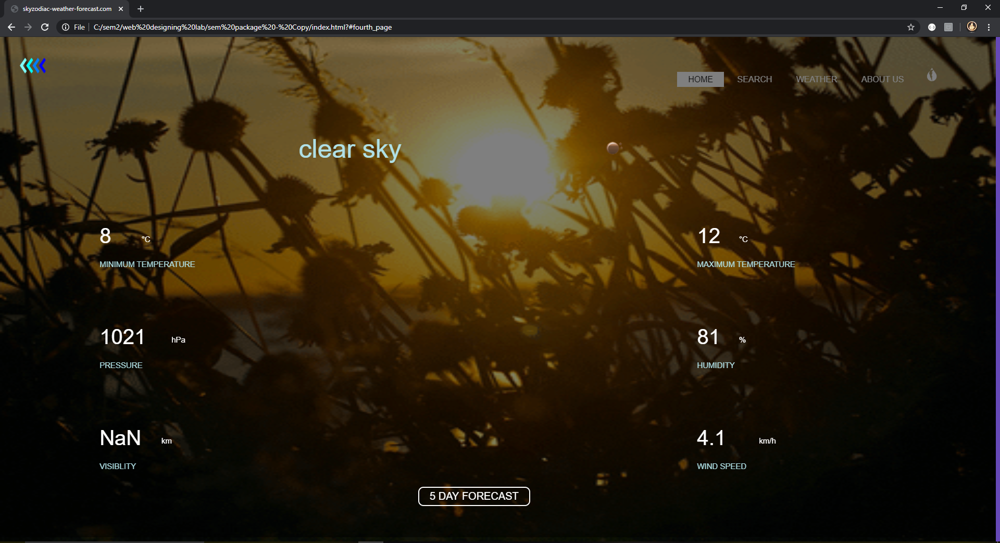 skyzodiac-weather-forecast.com
File
C:/sem2/web%20designing%20lab/sem%20package%20-%20Copy/index.html?#fourth_page
HOME SEARCH WEATHER ABOUT US
clear sky
8 °C
MINIMUM TEMPERATURE
12 °C
MAXIMUM TEMPERATURE
1021 hPa
PRESSURE
81 %
HUMIDITY
NaN km
VISIBLITY
4.1 km/h
WIND SPEED
5 DAY FORECAST